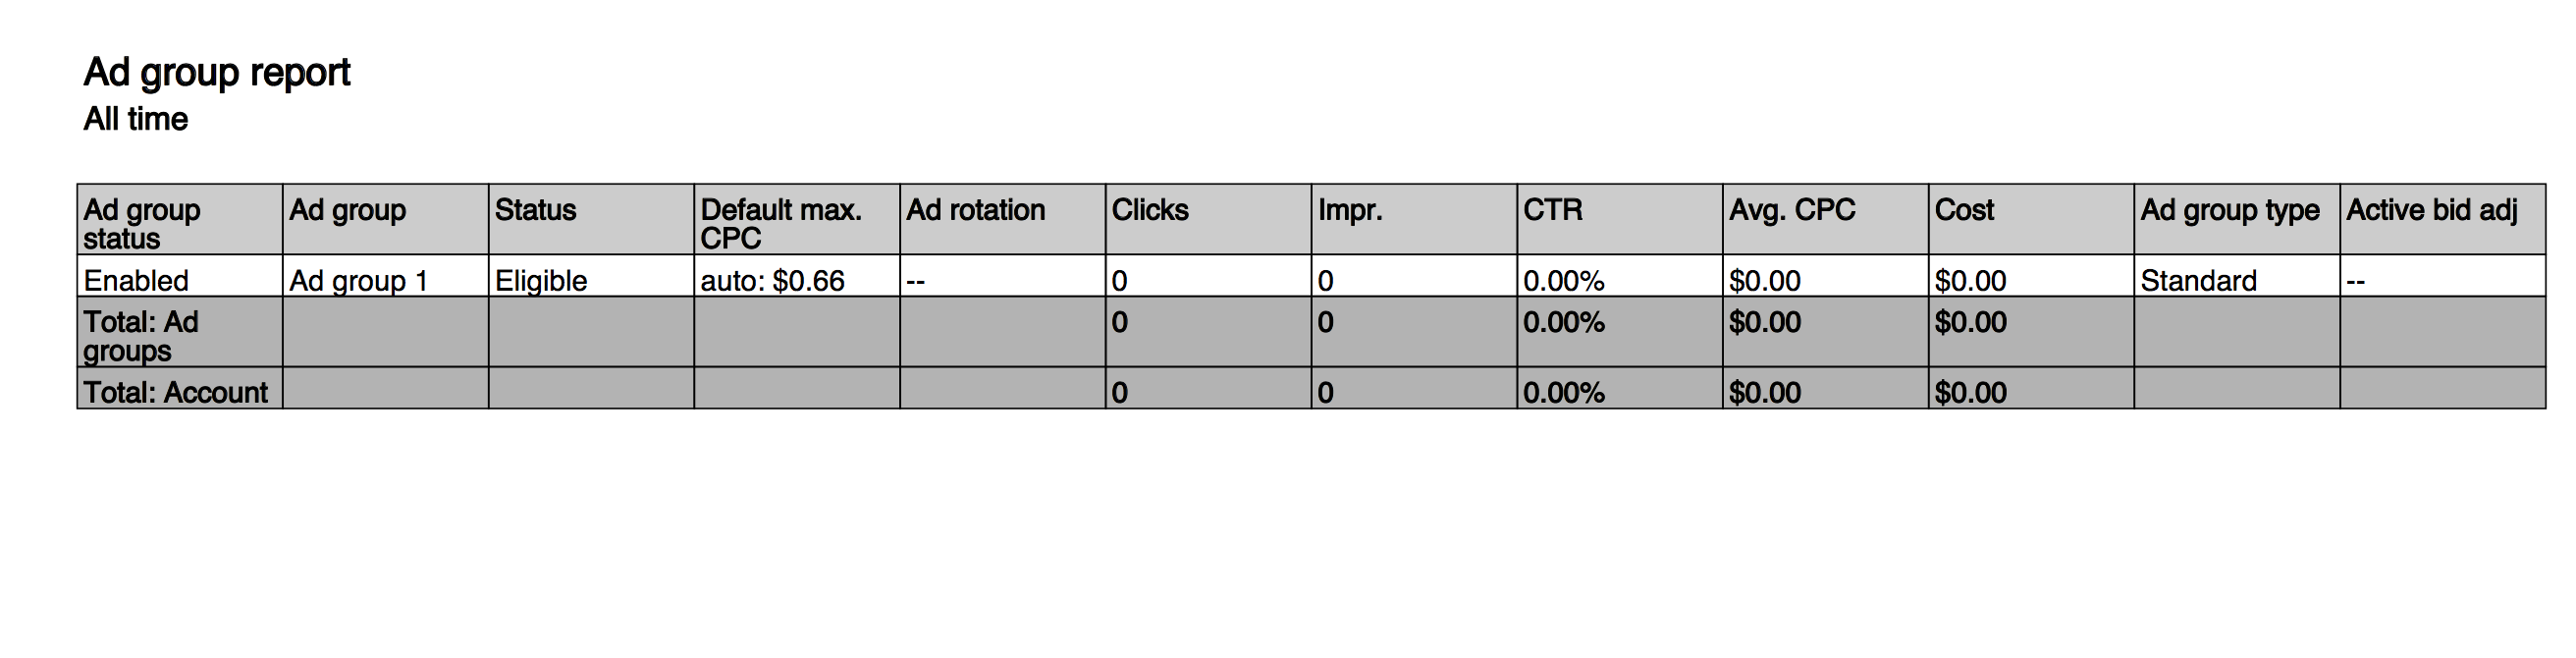 Ad group report
All time
Ad group status | Ad group | Status | Default max. CPC | Ad rotation | Clicks | Impr. | CTR | Avg. CPC | Cost | Ad group type | Active bid adj
Enabled | Ad group 1 | Eligible | auto: $0.66 | -- | 0 | 0 | 0.00% | $0.00 | $0.00 | Standard | --
Total: Ad groups | | | | | 0 | 0 | 0.00% | $0.00 | $0.00 | |
Total: Account | | | | | 0 | 0 | 0.00% | $0.00 | $0.00 | |